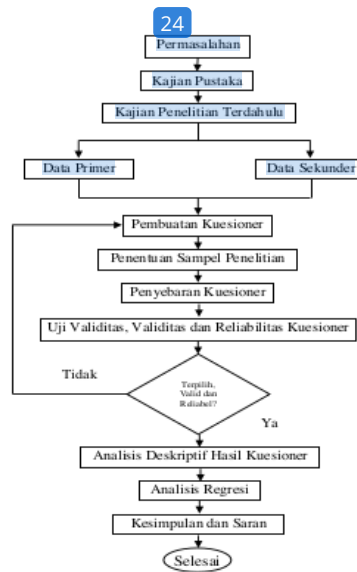 24
Permasalahan
Kajian Pustaka
Kajian Penelitian Terdahulu
Data Primer
Data Sekunder
Pembuatan Kuesioner
Penentuan Sampel Penelitian
Penyebaran Kuesioner
Uji Validitas, Validitas dan Reliabilitas Kuesioner
Tidak
Terpilih,
Valid dan
Reliabel?
Ya
Analisis Deskriptif Hasil Kuesioner
Analisis Regresi
Kesimpulan dan Saran
Selesai